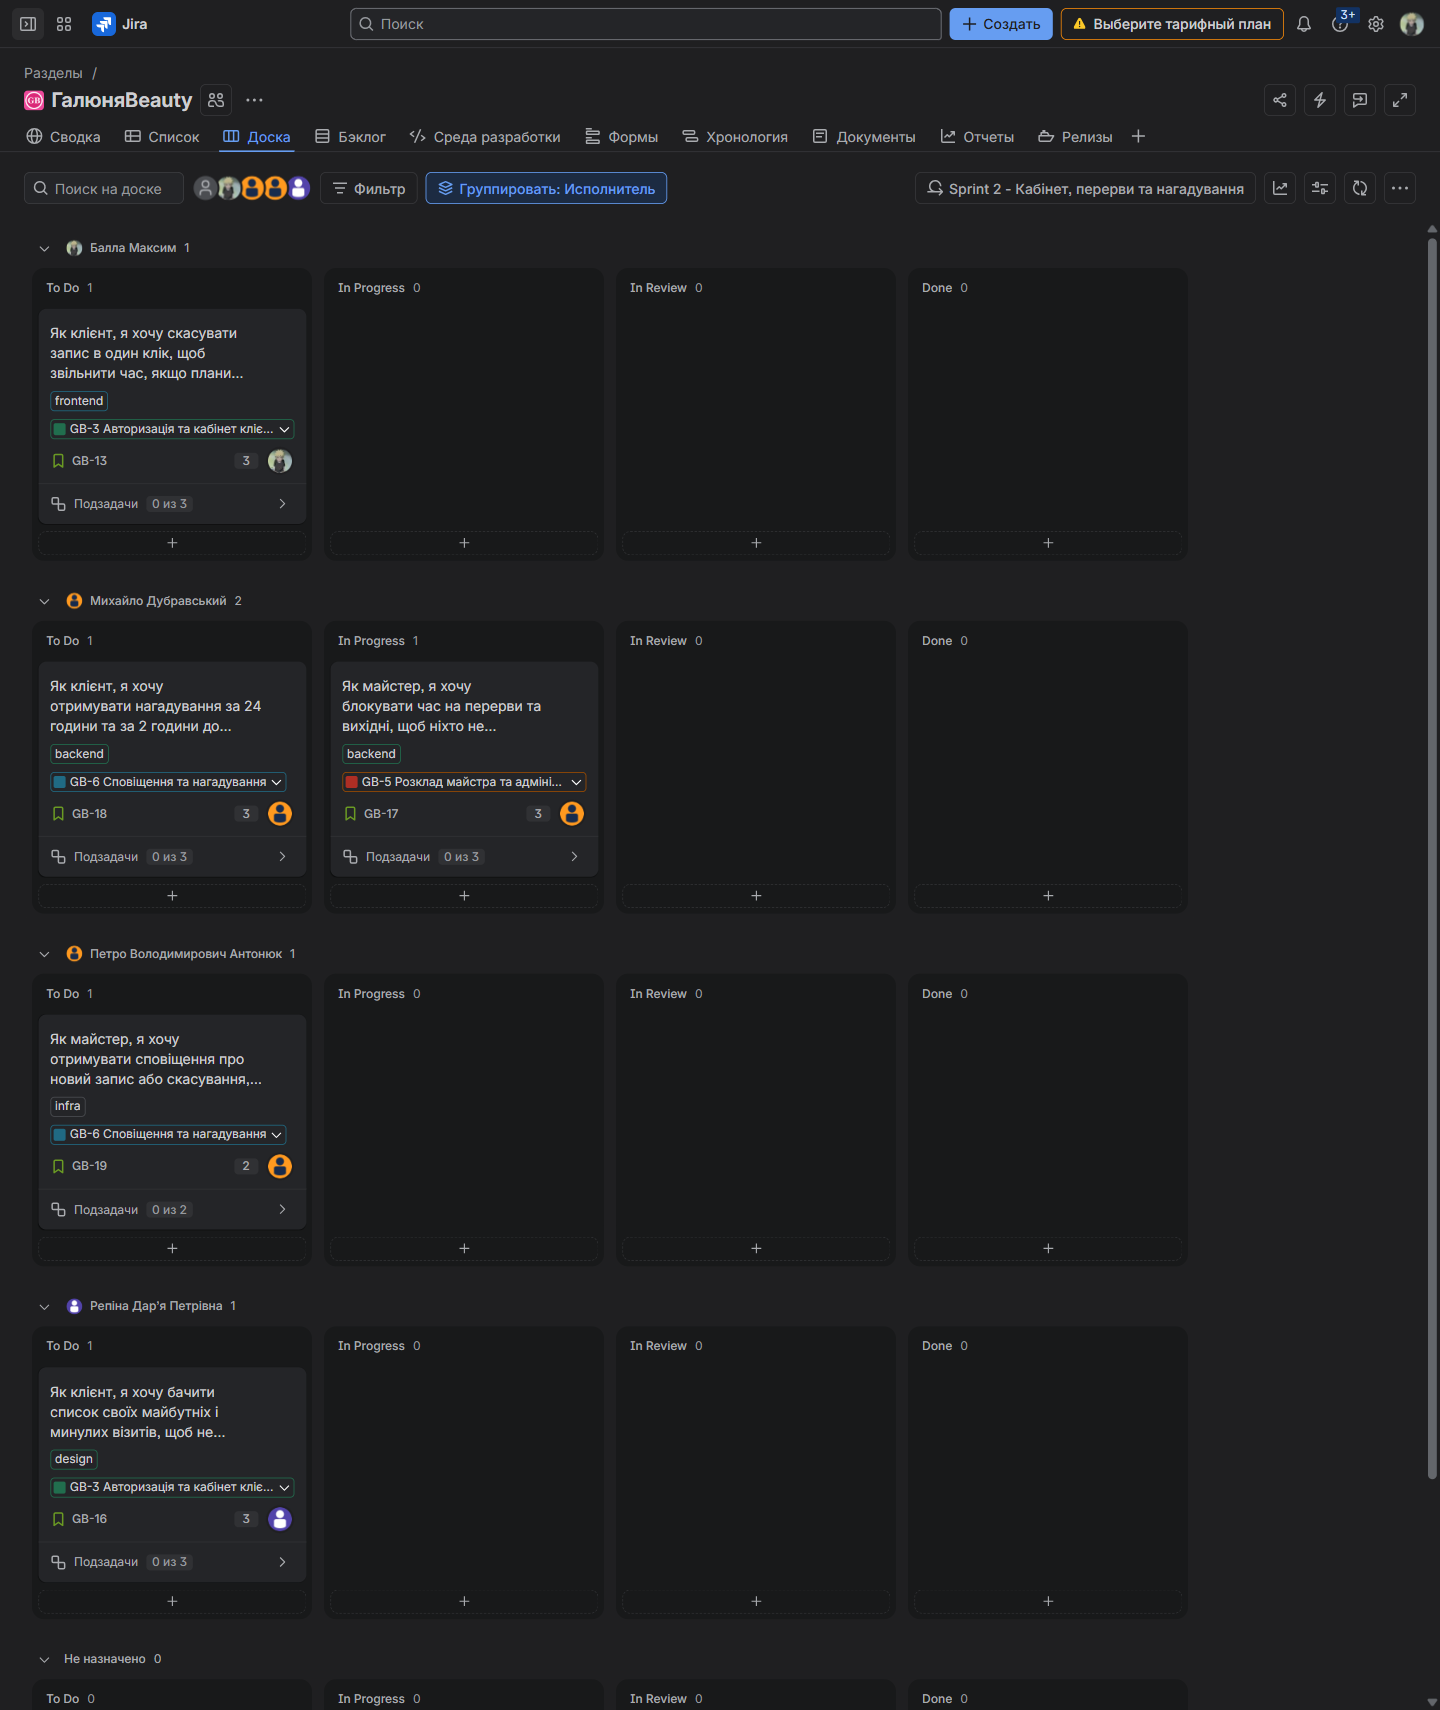 Jira
Поиск
Создать
Выберите тарифный план
3+
Разделы /
GB
ГалюняBeauty
Сводка
Список
Доска
Бэклог
Среда разработки
Формы
Хронология
Документы
Отчеты
Релизы
Поиск на доске
Фильтр
Группировать: Исполнитель
Sprint 2 - Кабінет, перерви та нагадування
Балла Максим 1
To Do 1
In Progress 0
In Review 0
Done 0
Як клієнт, я хочу скасувати
запис в один клік, щоб
звільнити час, якщо плани...
frontend
GB-3 Авторизація та кабінет кліє...
GB-13
3
Подзадачи 0 из 3
Михайло Дубравський 2
To Do 1
In Progress 1
In Review 0
Done 0
Як клієнт, я хочу
отримувати нагадування за 24
години та за 2 години до...
backend
GB-6 Сповіщення та нагадування
GB-18
3
Подзадачи 0 из 3
Як майстер, я хочу
блокувати час на перерви та
вихідні, щоб ніхто не...
backend
GB-5 Розклад майстра та адміні...
GB-17
3
Подзадачи 0 из 3
Петро Володимирович Антонюк 1
To Do 1
In Progress 0
In Review 0
Done 0
Як майстер, я хочу
отримувати сповіщення про
новий запис або скасування,...
infra
GB-6 Сповіщення та нагадування
GB-19
2
Подзадачи 0 из 2
Репіна Дар'я Петрівна 1
To Do 1
In Progress 0
In Review 0
Done 0
Як клієнт, я хочу бачити
список своїх майбутніх і
минулих візитів, щоб не...
design
GB-3 Авторизація та кабінет кліє...
GB-16
3
Подзадачи 0 из 3
Не назначено 0
To Do 0
In Progress 0
In Review 0
Done 0